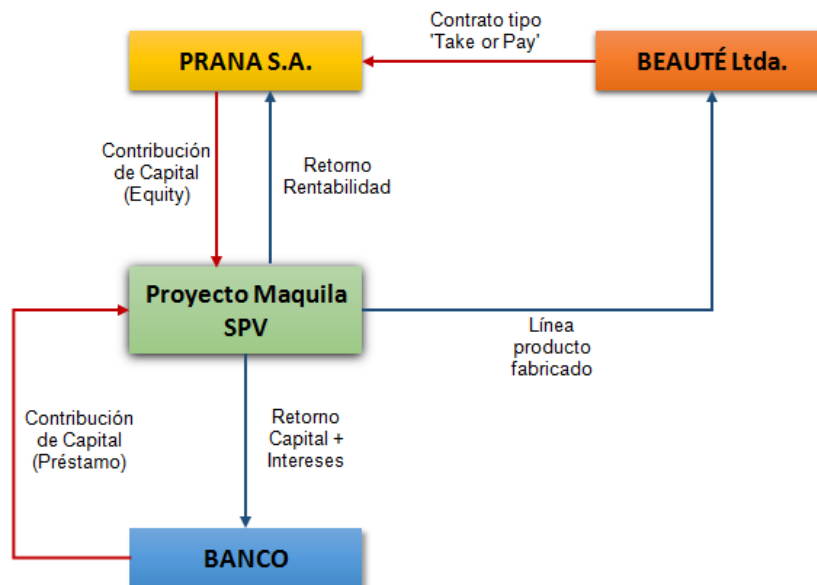 Contrato tipo
'Take or Pay'
PRANA S.A.
BEAUTÉ Ltda.
Contribución
de Capital
(Equity)
Retorno
Rentabilidad
Proyecto Maquila
SPV
Línea
producto
fabricado
Contribución
de Capital
(Préstamo)
Retorno
Capital +
Intereses
BANCO